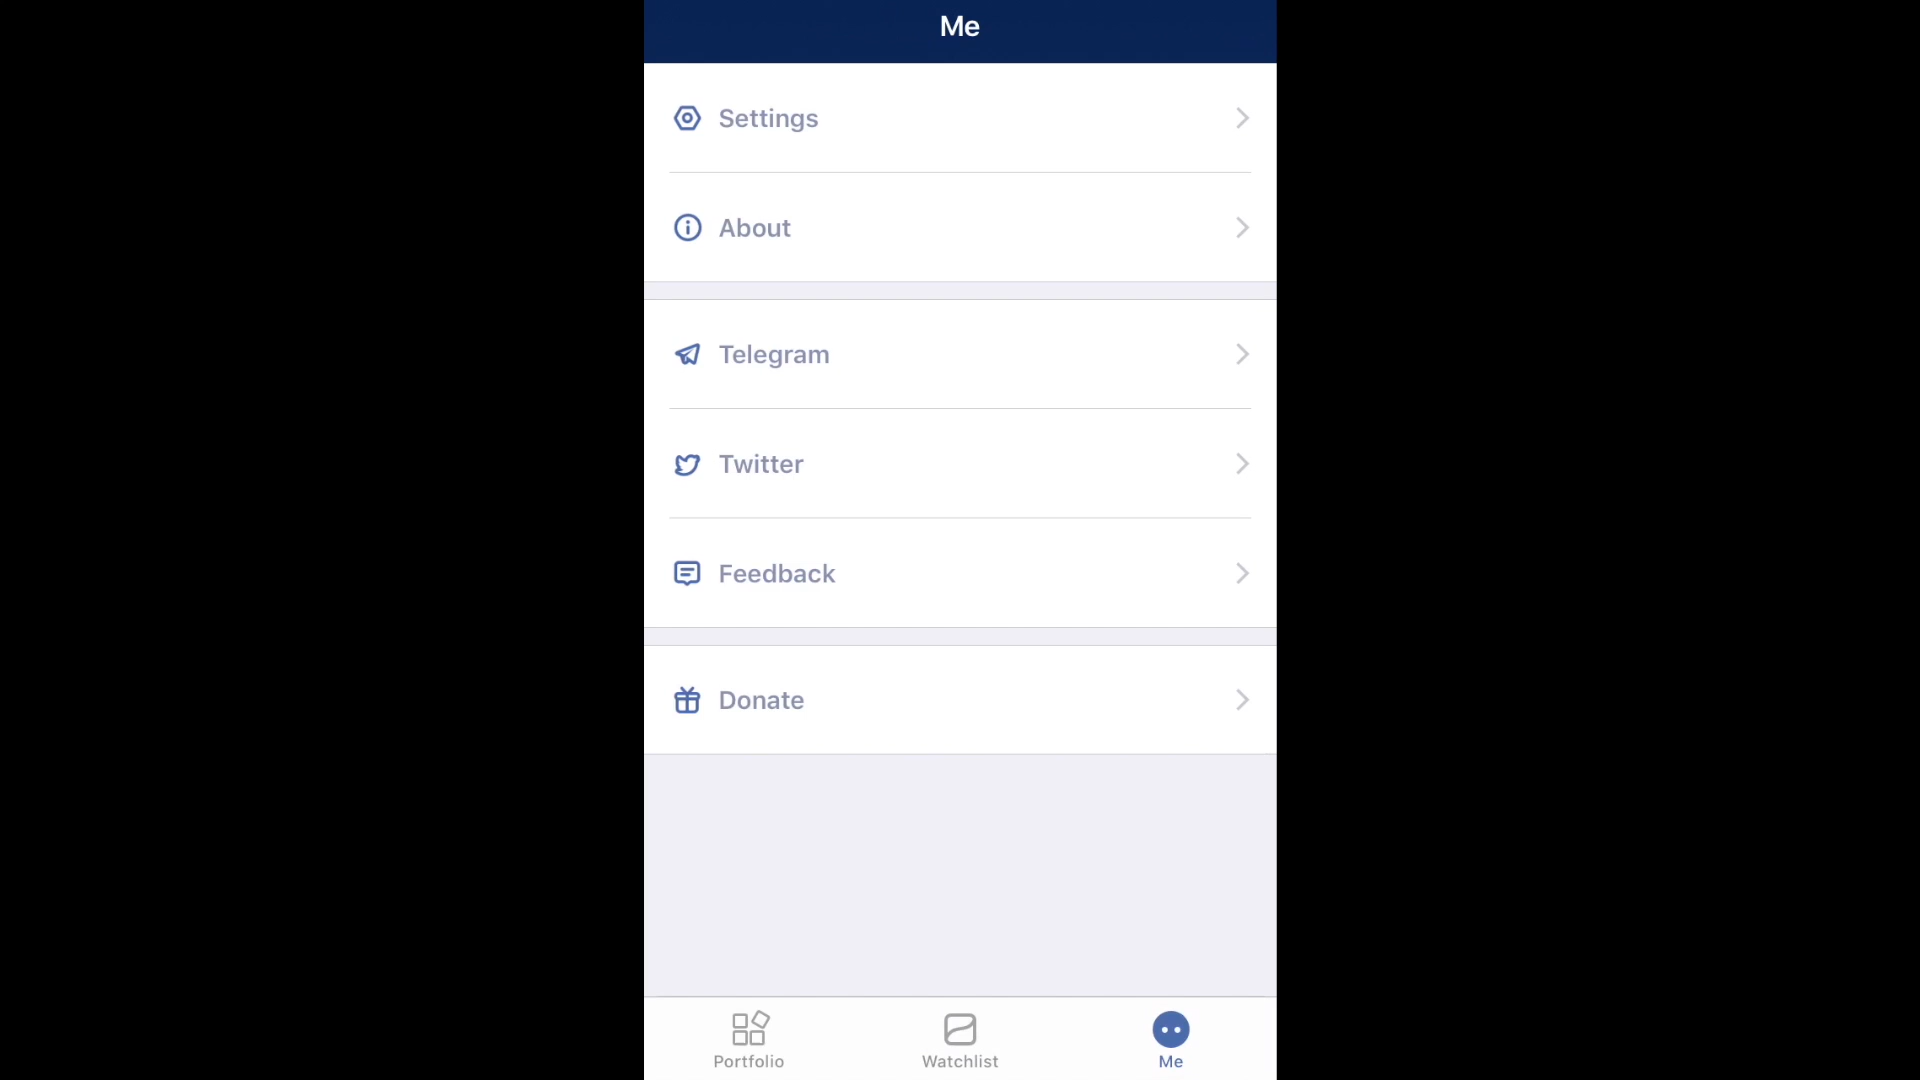 Me
Settings
About
Telegram
Twitter
Feedback
Donate
Portfolio
Watchlist
Me